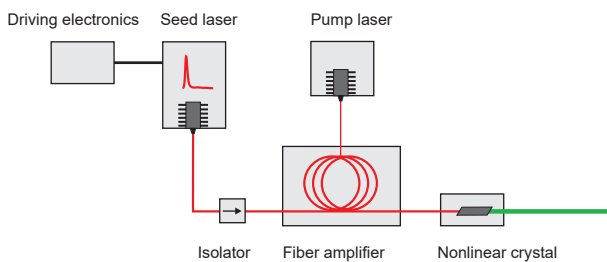 Driving electronics
Seed laser
Pump laser
Isolator
Fiber amplifier
Nonlinear crystal